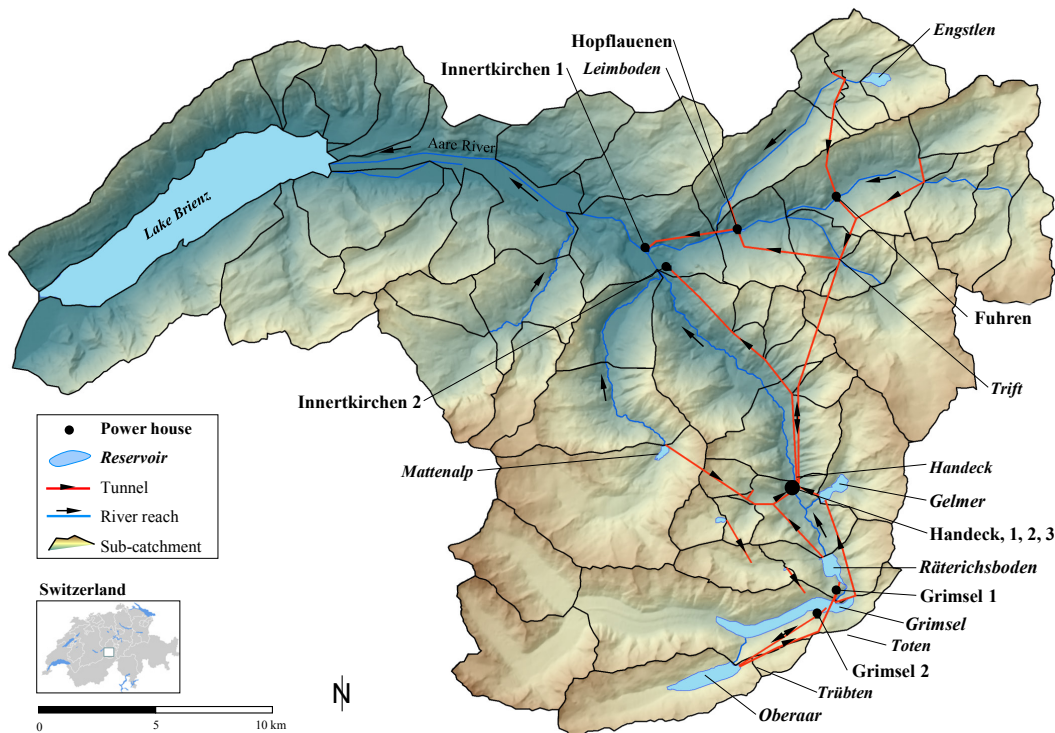 Engstlen
Hopflauenen
Leimboden
Innertkirchen 1
Aare River
Lake Brienz
Fuhren
Trift
Innertkirchen 2
Mattenalp
Handeck
Gelmer
Handeck, 1, 2, 3
Räterichsboden
Grimsel 1
Grimsel
Toten
Grimsel 2
Trübten
Oberaar
Power house
Reservoir
Tunnel
River reach
Sub-catchment
Switzerland
N
0 5 10 km